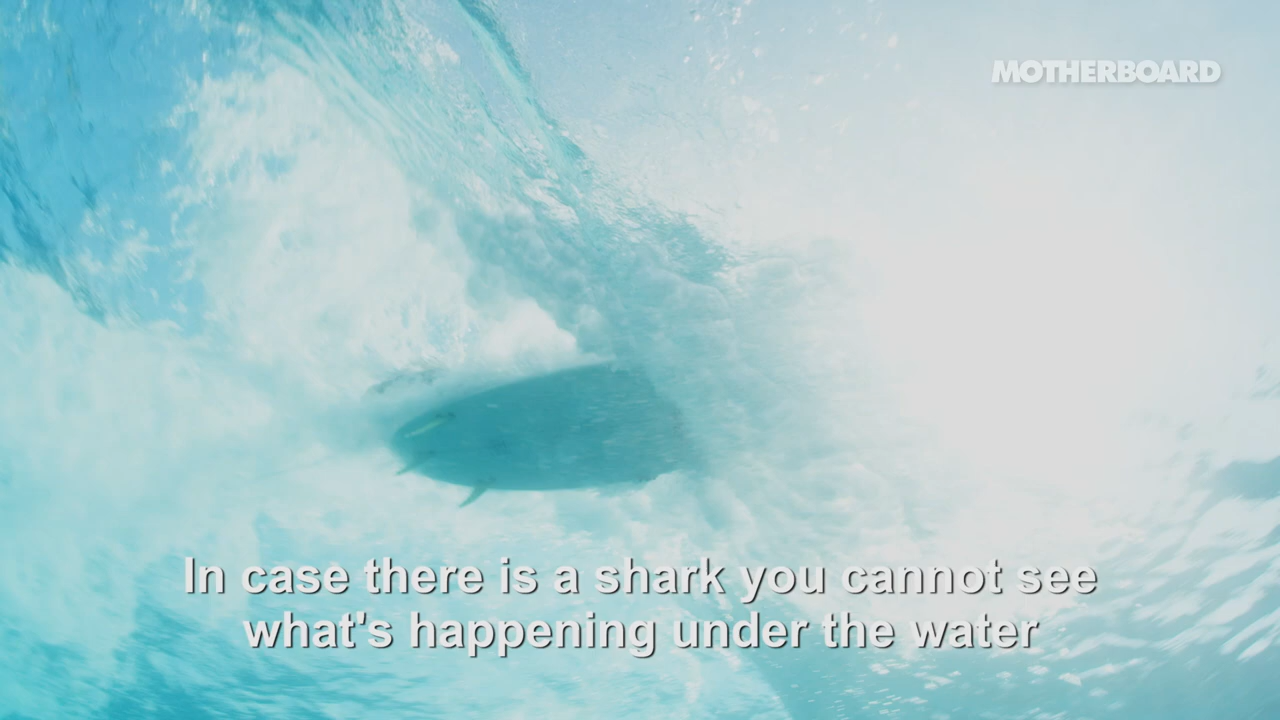 MOTHERBOARD
In case there is a shark you cannot see
what's happening under the water